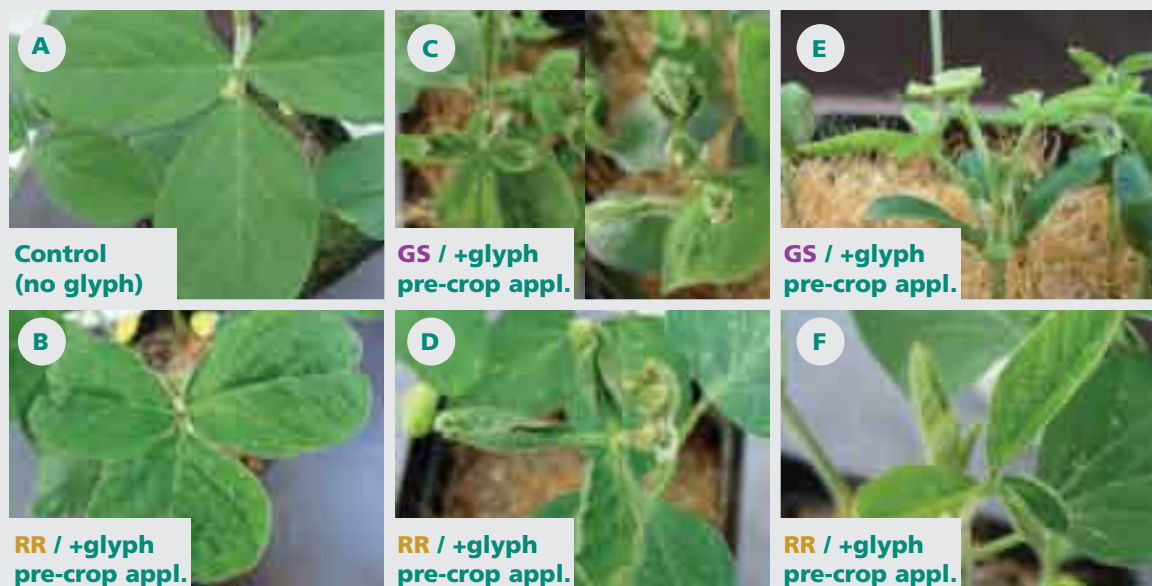 A
Control
(no glyph)
C
GS / +glyph
pre-crop appl.
E
GS / +glyph
pre-crop appl.
B
RR / +glyph
pre-crop appl.
D
RR / +glyph
pre-crop appl.
F
RR / +glyph
pre-crop appl.